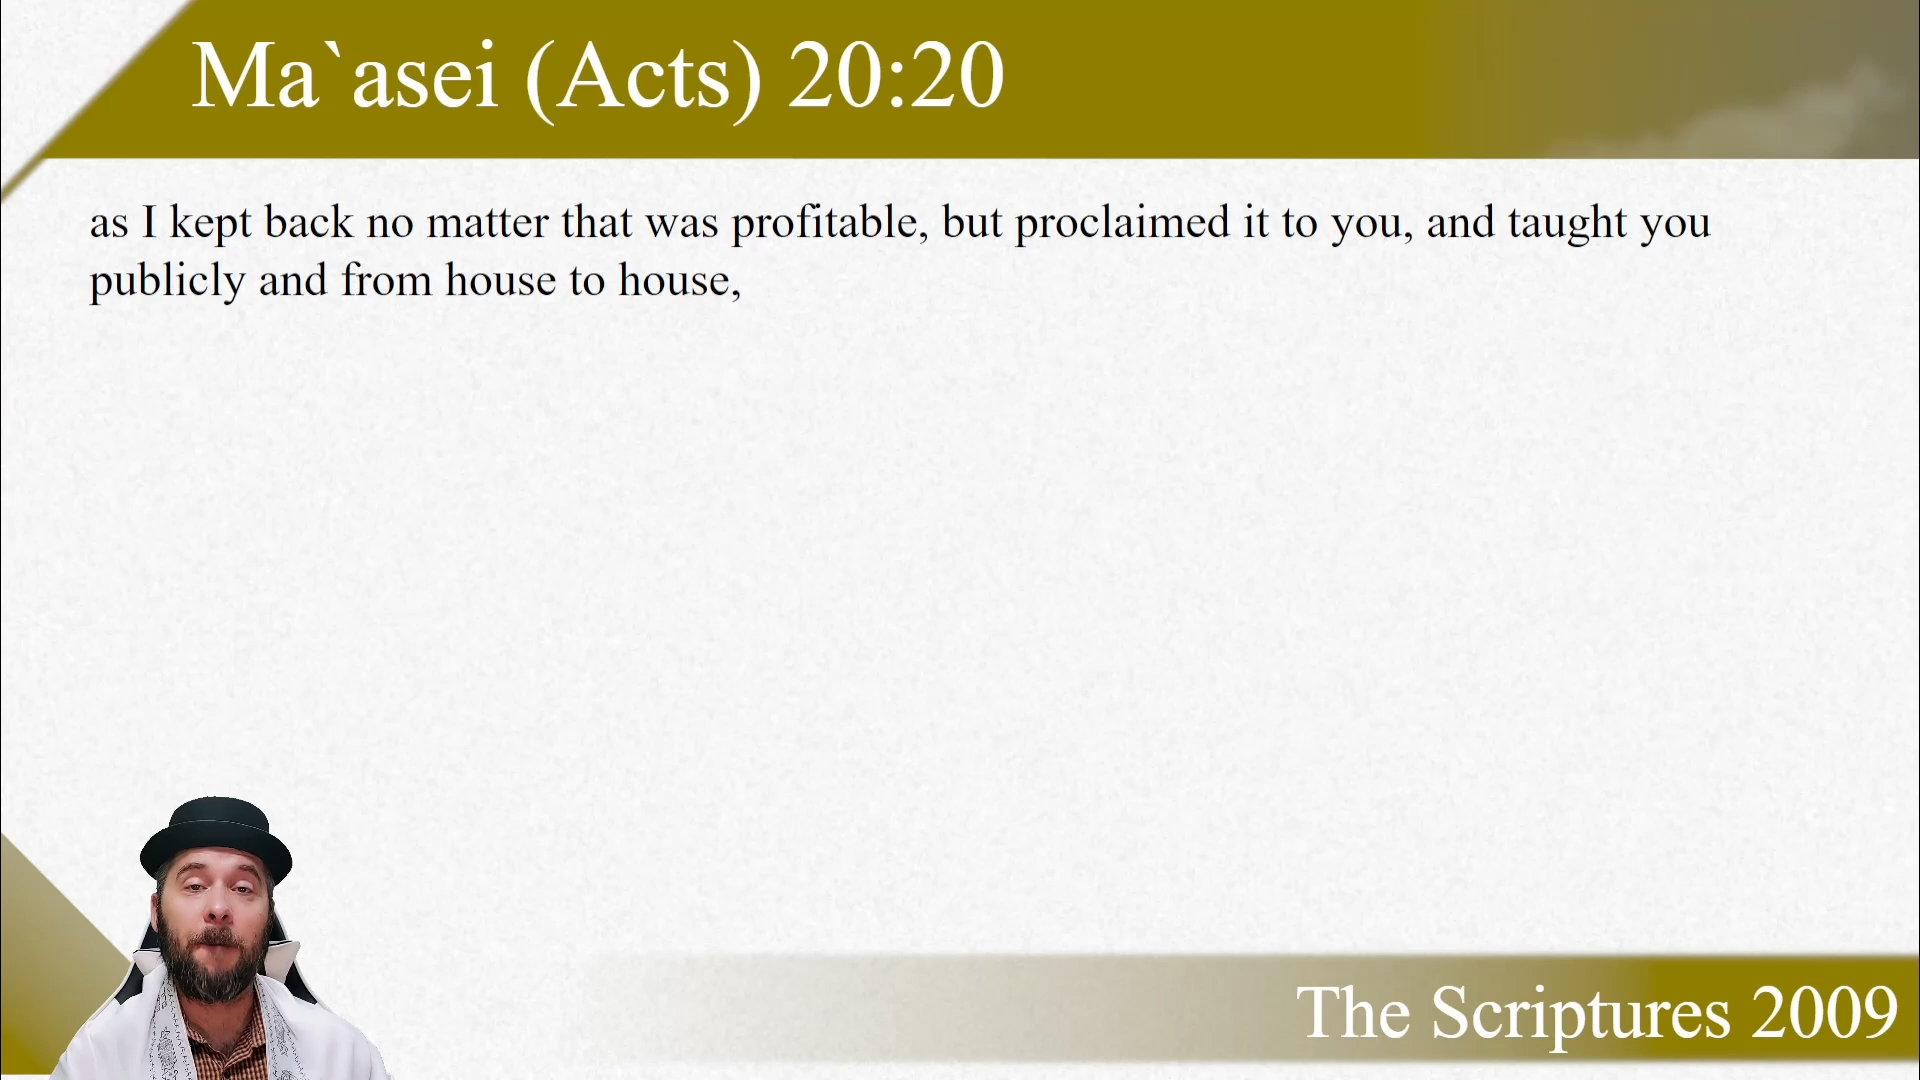 Ma`asei (Acts) 20:20
as I kept back no matter that was profitable, but proclaimed it to you, and taught you
publicly and from house to house,
The Scriptures 2009